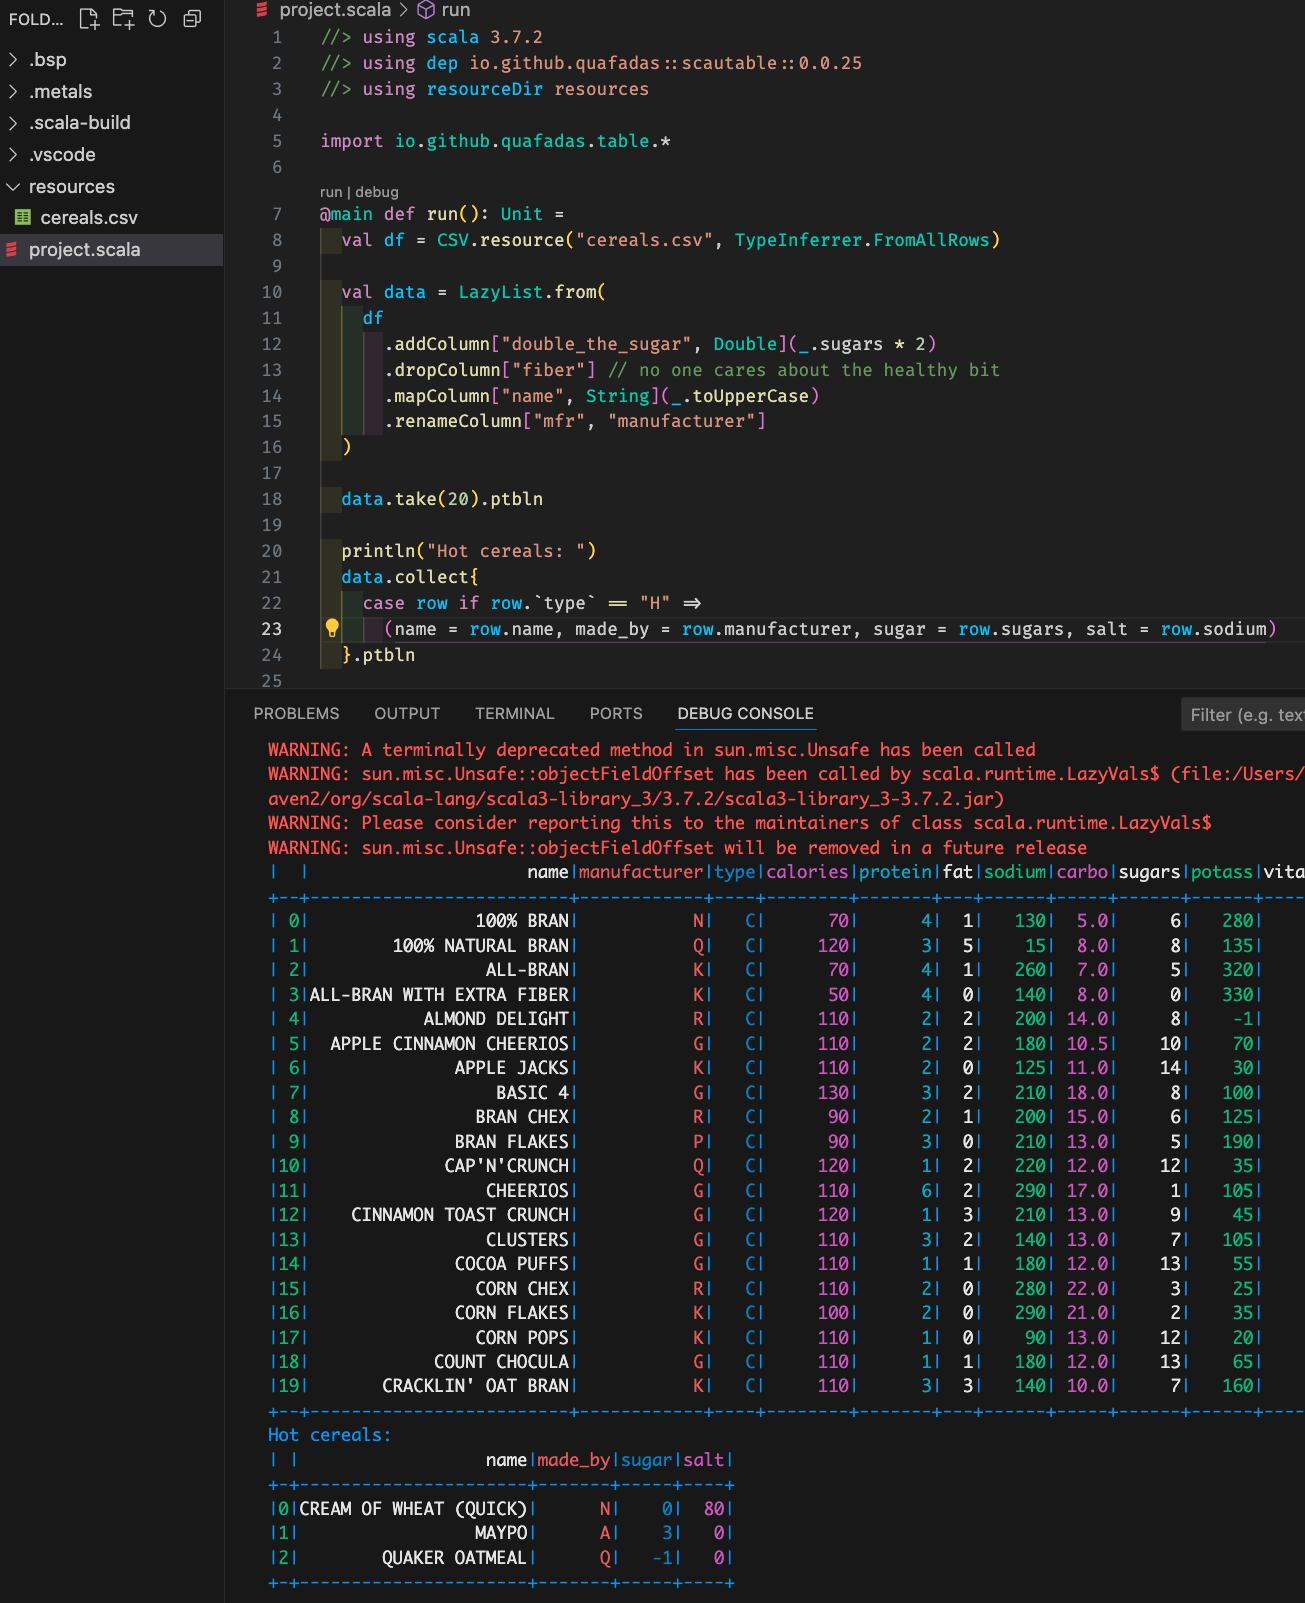 FOLD...
.bsp
.metals
.scala-build
.vscode
resources
cereals.csv
project.scala
project.scala > run
1 //> using scala 3.7.2
2 //> using dep io.github.quafadas::scautable::0.0.25
3 //> using resourceDir resources
4
5 import io.github.quafadas.table.*
6
run | debug
7 @main def run(): Unit =
8 val df = CSV.resource("cereals.csv", TypeInferrer.FromAllRows)
9
10 val data = LazyList.from(
11 df
12 .addColumn["double_the_sugar", Double](_.sugars * 2)
13 .dropColumn["fiber"] // no one cares about the healthy bit
14 .mapColumn["name", String](_.toUpperCase)
15 .renameColumn["mfr", "manufacturer"]
16 )
17
18 data.take(20).ptbln
19
20 println("Hot cereals: ")
21 data.collect{
22 case row if row.`type` == "H" =>
23 (name = row.name, made_by = row.manufacturer, sugar = row.sugars, salt = row.sodium)
24 }.ptbln
25
PROBLEMS OUTPUT TERMINAL PORTS DEBUG CONSOLE Filter (e.g. tex
WARNING: A terminally deprecated method in sun.misc.Unsafe has been called
WARNING: sun.misc.Unsafe::objectFieldOffset has been called by scala.runtime.LazyVals$ (file:/Users/
aven2/org/scala-lang/scala3-library_3/3.7.2/scala3-library_3-3.7.2.jar)
WARNING: Please consider reporting this to the maintainers of class scala.runtime.LazyVals$
WARNING: sun.misc.Unsafe::objectFieldOffset will be removed in a future release
| | name|manufacturer|type|calories|protein|fat|sodium|carbo|sugars|potass|vita
+--+-------------------------+------------+----+--------+-------+---+------+-----+------+------+----
| 0| 100% BRAN| N| C| 70| 4| 1| 130| 5.0| 6| 280|
| 1| 100% NATURAL BRAN| Q| C| 120| 3| 5| 15| 8.0| 8| 135|
| 2| ALL-BRAN| K| C| 70| 4| 1| 260| 7.0| 5| 320|
| 3|ALL-BRAN WITH EXTRA FIBER| K| C| 50| 4| 0| 140| 8.0| 0| 330|
| 4| ALMOND DELIGHT| R| C| 110| 2| 2| 200| 14.0| 8| -1|
| 5| APPLE CINNAMON CHEERIOS| G| C| 110| 2| 2| 180| 10.5| 10| 70|
| 6| APPLE JACKS| K| C| 110| 2| 0| 125| 11.0| 14| 30|
| 7| BASIC 4| G| C| 130| 3| 2| 210| 18.0| 8| 100|
| 8| BRAN CHEX| R| C| 90| 2| 1| 200| 15.0| 6| 125|
| 9| BRAN FLAKES| P| C| 90| 3| 0| 210| 13.0| 5| 190|
|10| CAP'N'CRUNCH| Q| C| 120| 1| 2| 220| 12.0| 12| 35|
|11| CHEERIOS| G| C| 110| 6| 2| 290| 17.0| 1| 105|
|12| CINNAMON TOAST CRUNCH| G| C| 120| 1| 3| 210| 13.0| 9| 45|
|13| CLUSTERS| G| C| 110| 3| 2| 140| 13.0| 7| 105|
|14| COCOA PUFFS| G| C| 110| 1| 1| 180| 12.0| 13| 55|
|15| CORN CHEX| R| C| 110| 2| 0| 280| 22.0| 3| 25|
|16| CORN FLAKES| K| C| 100| 2| 0| 290| 21.0| 2| 35|
|17| CORN POPS| K| C| 110| 1| 0| 90| 13.0| 12| 20|
|18| COUNT CHOCULA| G| C| 110| 1| 1| 180| 12.0| 13| 65|
|19| CRACKLIN' OAT BRAN| K| C| 110| 3| 3| 140| 10.0| 7| 160|
+--+-------------------------+------------+----+--------+-------+---+------+-----+------+------+----
Hot cereals:
| | name|made_by|sugar|salt|
+-+----------------------+-------+-----+----+
|0|CREAM OF WHEAT (QUICK)| N| 0| 80|
|1| MAYPO| A| 3| 0|
|2| QUAKER OATMEAL| Q| -1| 0|
+-+----------------------+-------+-----+----+